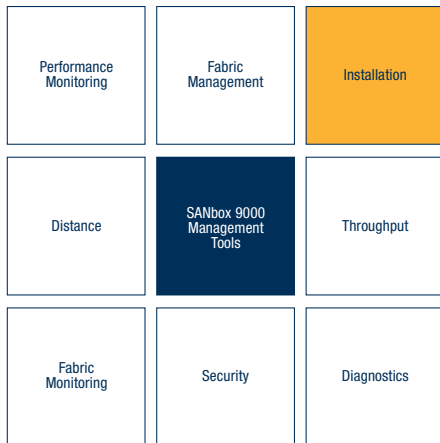 Performance
Monitoring
Fabric
Management
Installation
Distance
SANbox 9000
Management
Tools
Throughput
Fabric
Monitoring
Security
Diagnostics